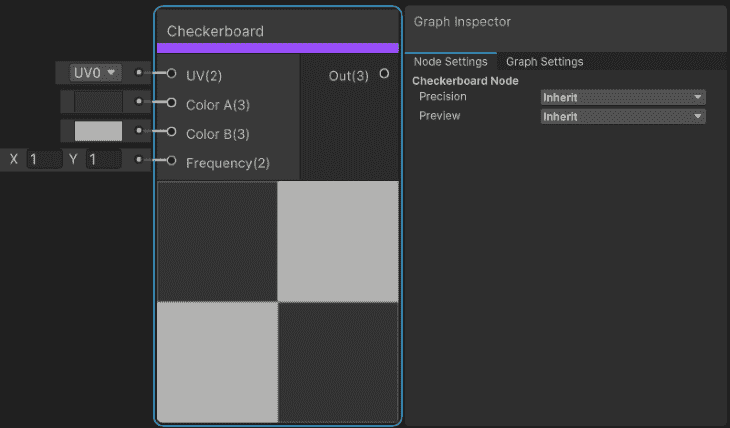 Checkerboard
UV0 UV(2) Out(3)
Color A(3)
Color B(3)
X 1 Y 1 Frequency(2)
Graph Inspector
Node Settings Graph Settings
Checkerboard Node
Precision Inherit
Preview Inherit